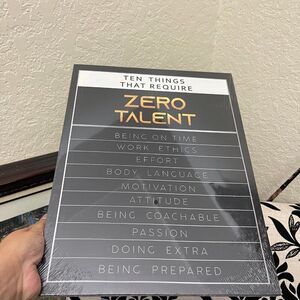 TEN THINGS
THAT REQUIRE
ZERO
TALENT
BEING ON TIME
WORK ETHICS
EFFORT
BODY LANGUAGE
MOTIVATION
ATTITUDE
BEING COACHABLE
PASSION
DOING EXTRA
BEING PREPARED